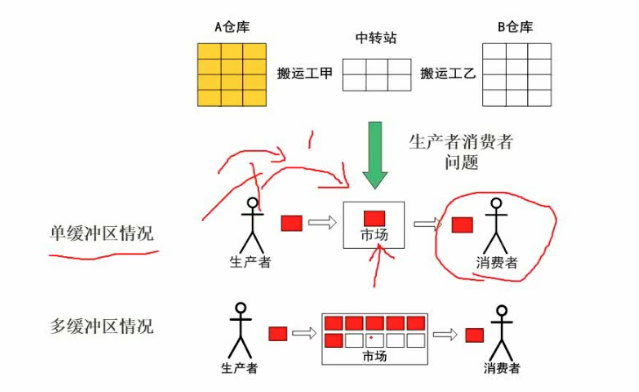 A仓库
中转站
B仓库
搬运工甲
搬运工乙
生产者消费者
问题
单缓冲区情况
生产者
市场
消费者
多缓冲区情况
生产者
市场
消费者